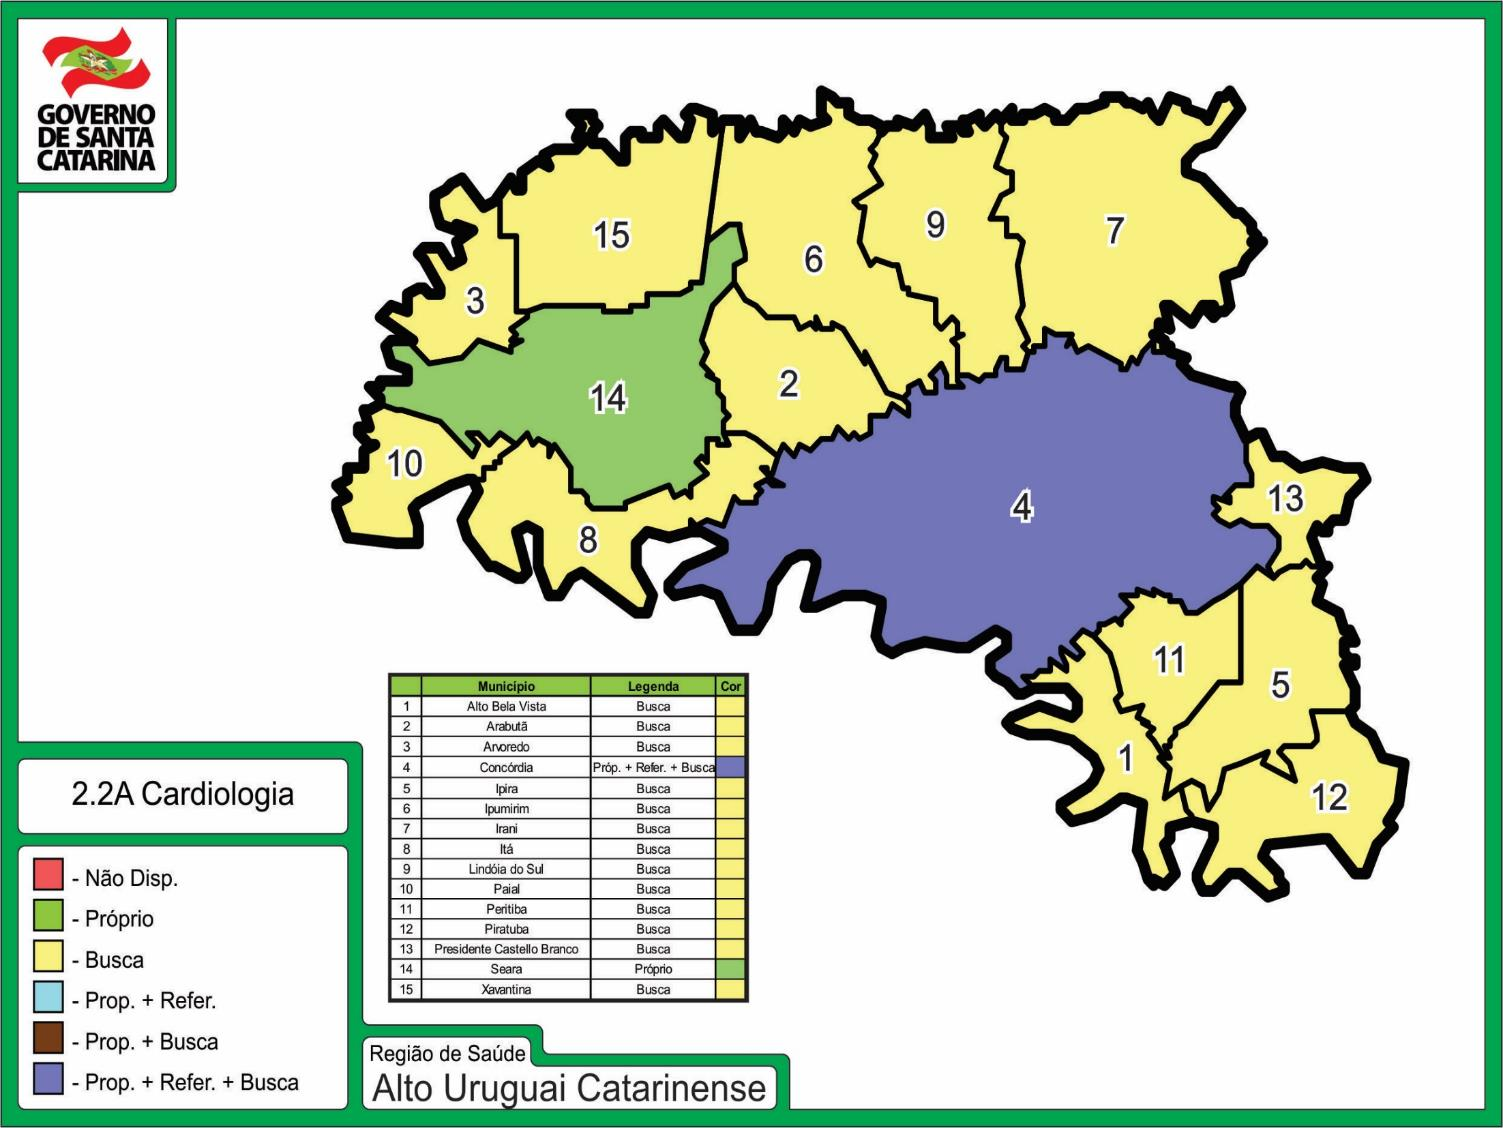 GOVERNO
DE SANTA
CATARINA
15
9
7
6
3
2
14
10
4
13
8
11
5
1
12
Município Legenda Cor
1 Alto Bela Vista Busca
2 Arabutã Busca
3 Arvoredo Busca
4 Concórdia Próp. + Refer. + Busca
5 Ipira Busca
6 Ipumirim Busca
7 Irani Busca
8 Itá Busca
9 Lindóia do Sul Busca
10 Paial Busca
11 Peritiba Busca
12 Piratuba Busca
13 Presidente Castello Branco Busca
14 Seara Próprio
15 Xavantina Busca
2.2A Cardiologia
- Não Disp.
- Próprio
- Busca
- Prop. + Refer.
- Prop. + Busca
- Prop. + Refer. + Busca
Região de Saúde
Alto Uruguai Catarinense